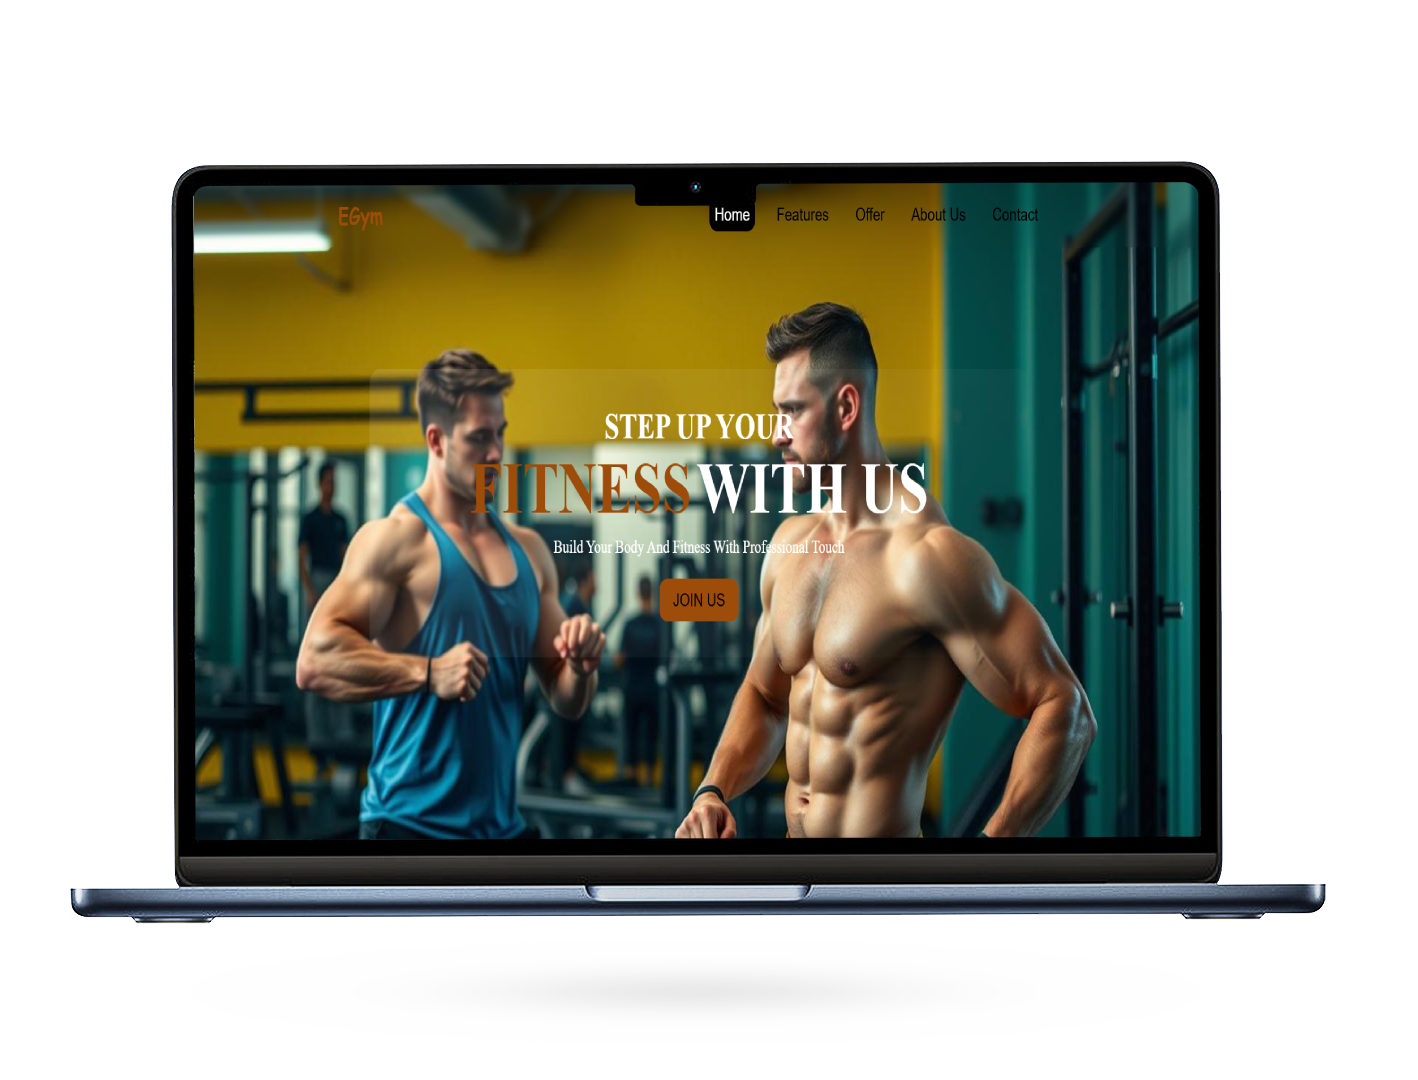 EGym
Home Features Offer About Us Contact
STEP UP YOUR
FITNESS WITH US
Build Your Body And Fitness With Professional Touch
JOIN US